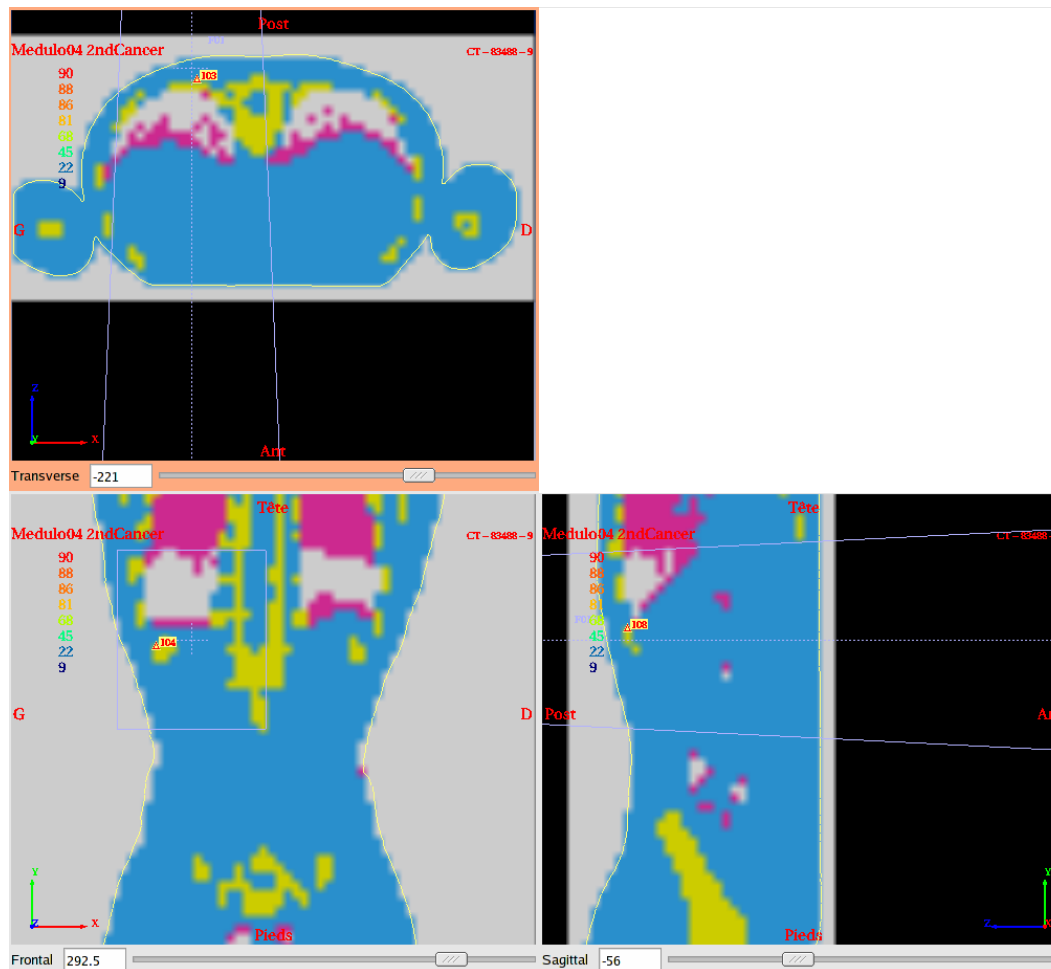 Post
Medulo04 2ndCancer
CT-83488-9
90
88
86
81
68
45
22
9
103
G
D
Z
Y
X
Ant
Transverse
-221
Tête
Medulo04 2ndCancer
CT-83488-9
90
88
86
81
68
45
22
9
104
G
D
Y
Z
X
Pieds
Frontal
292.5
Tête
Medulo04 2ndCancer
90
88
86
81
68
45
22
9
108
Post
Y
Z
X
Pieds
Sagittal
-56